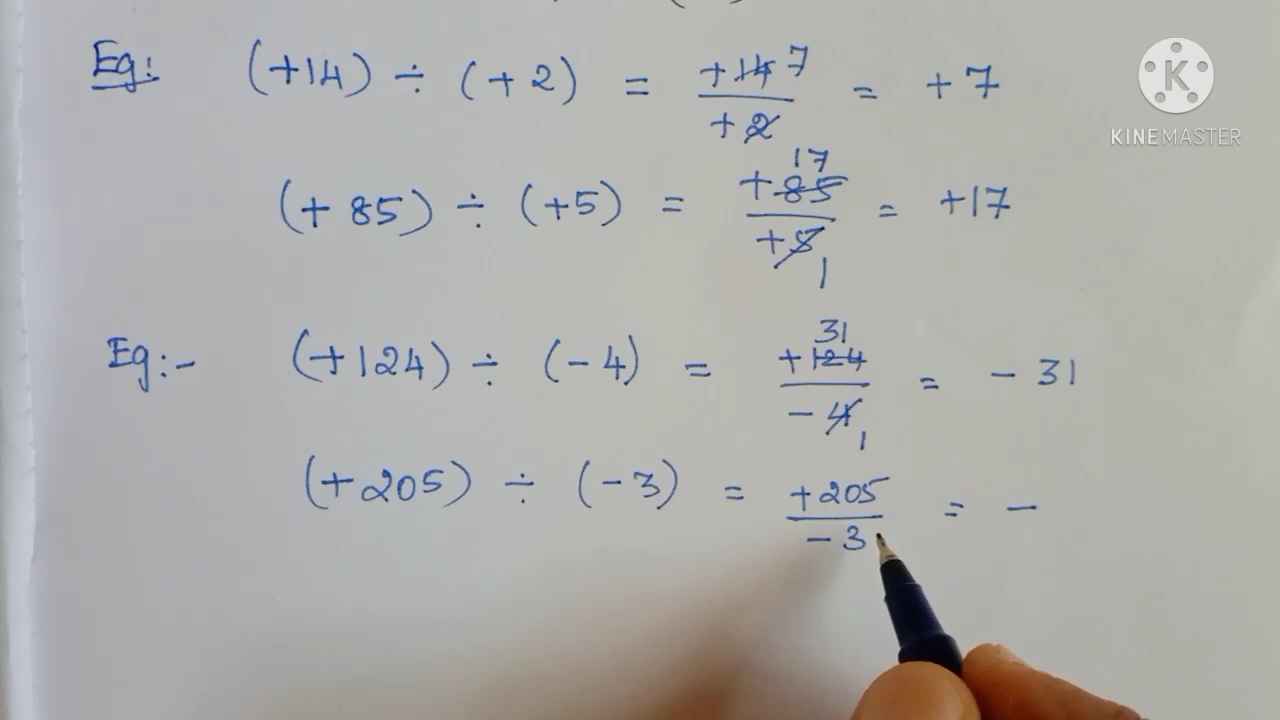 Eg: (+14) ÷ (+2) = +14 7 / +2 = +7
KINEMASTER
(+85) ÷ (+5) = +85 17 / +5 1 = +17
Eg:- (+124) ÷ (-4) = +124 31 / -4 1 = -31
(+205) ÷ (-3) = +205 / -3 = -